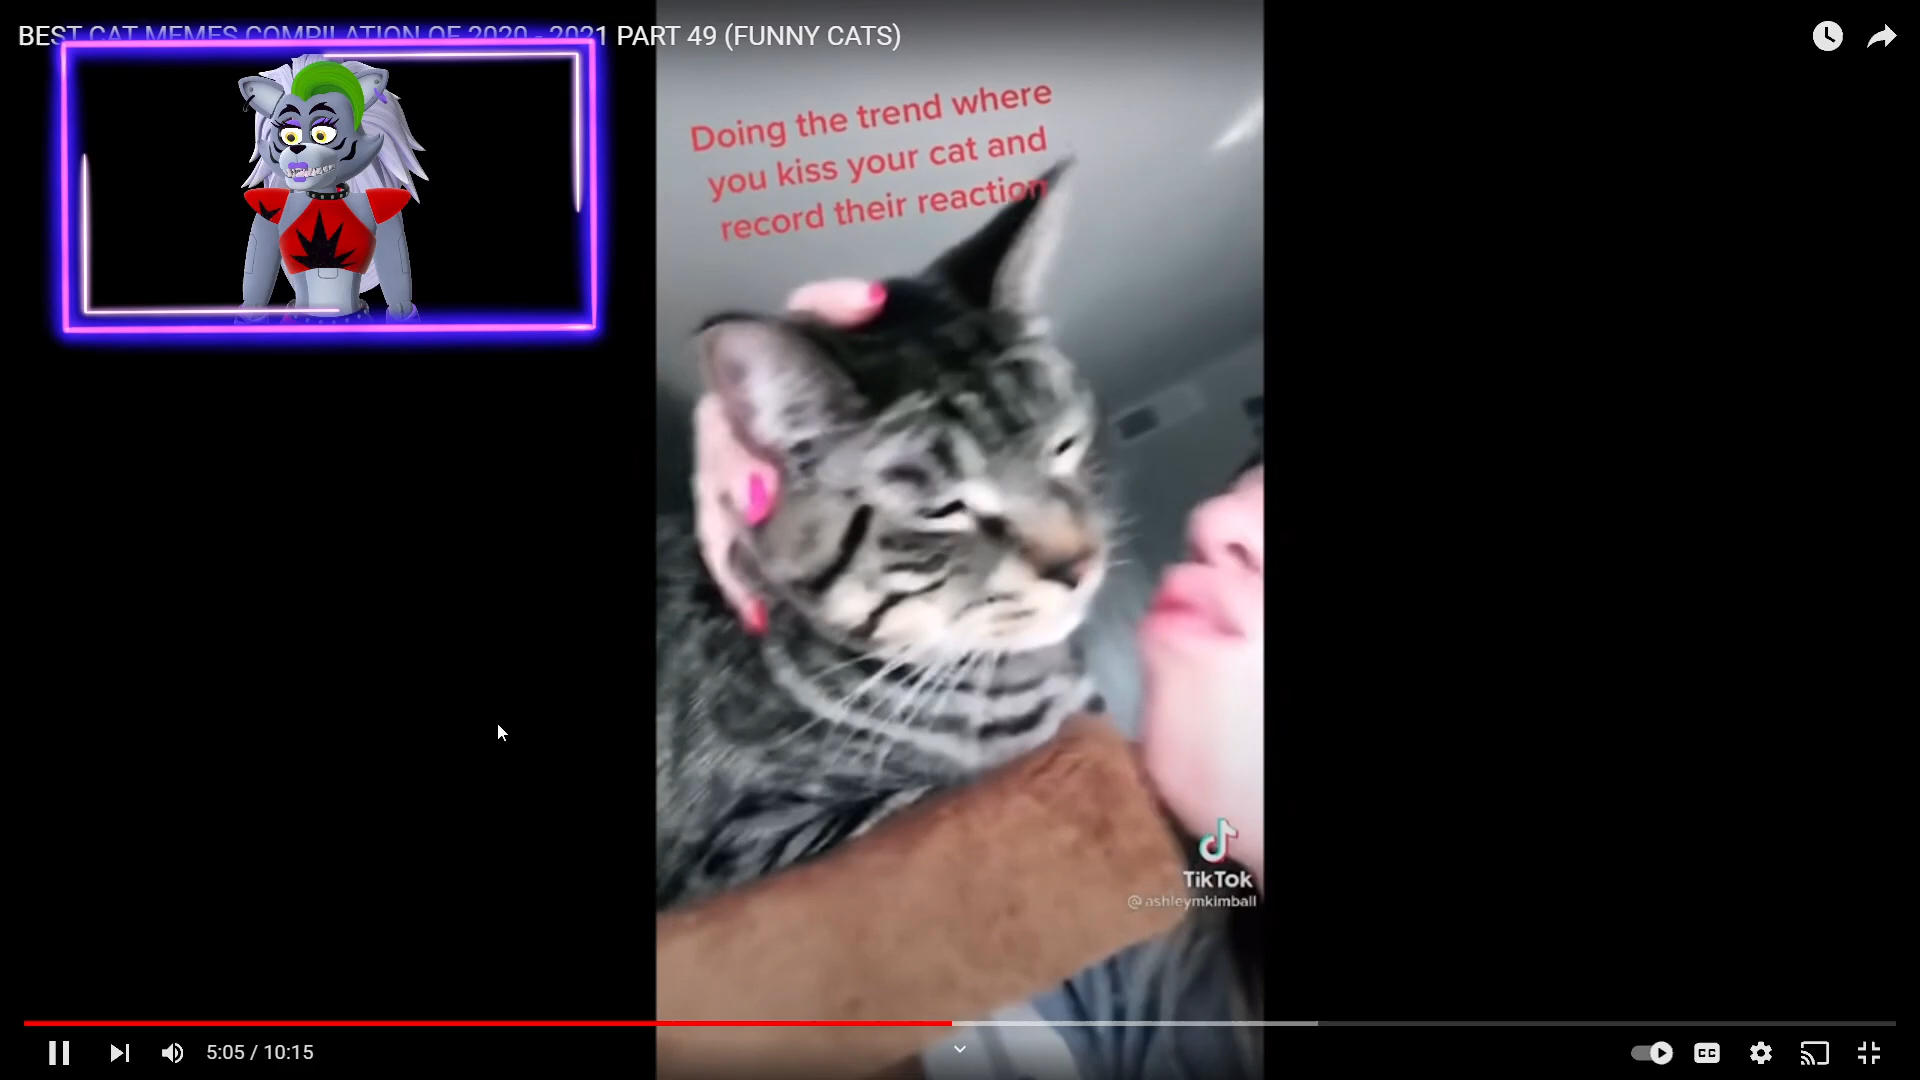 BEST CAT MEMES COMPILATION OF 2020 - 2021 PART 49 (FUNNY CATS)
Doing the trend where
you kiss your cat and
record their reaction
TikTok
@ashleymkimball
5:05 / 10:15
CC